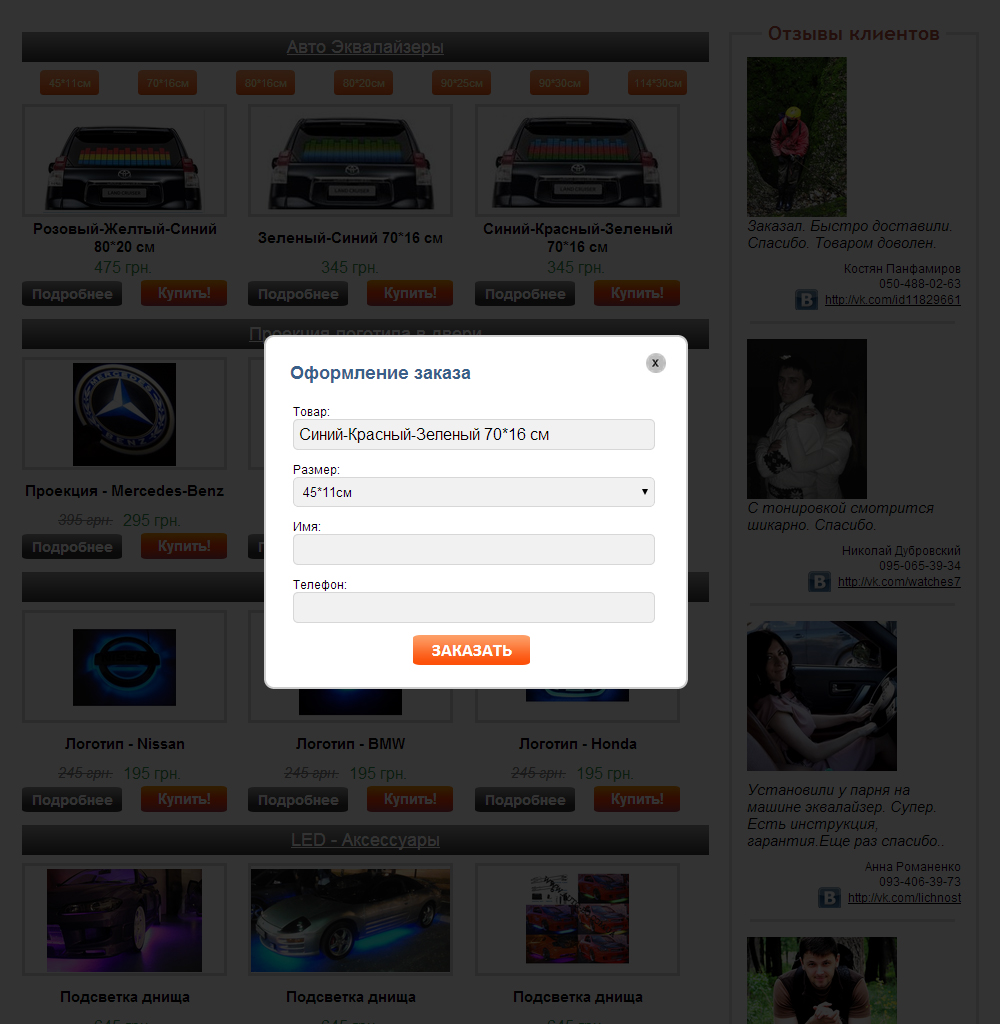 Авто Эквалайзеры
45*11см
70*16см
80*16см
80*20см
90*25см
90*30см
114*30см
Розовый-Желтый-Синий
80*20 см
475 грн.
Подробнее
Купить!
Зеленый-Синий 70*16 см
345 грн.
Подробнее
Купить!
Синий-Красный-Зеленый
70*16 см
345 грн.
Подробнее
Купить!
Проекция логотипа в двери
Проекция - Mercedes-Benz
395 грн. 295 грн.
Подробнее
Купить!
Оформление заказа
x
Товар:
Синий-Красный-Зеленый 70*16 см
Размер:
45*11см
Имя:
Телефон:
ЗАКАЗАТЬ
Логотип - Nissan
245 грн. 195 грн.
Подробнее
Купить!
Логотип - BMW
245 грн. 195 грн.
Подробнее
Купить!
Логотип - Honda
245 грн. 195 грн.
Подробнее
Купить!
LED - Аксессуары
Подсветка днища
Подсветка днища
Подсветка днища
Отзывы клиентов
Заказал. Быстро доставили.
Спасибо. Товаром доволен.
Костян Панфамиров
050-488-02-63
B http://vk.com/id11829661
С тонировкой смотрится
шикарно. Спасибо.
Николай Дубровский
095-065-39-34
B http://vk.com/watches7
Установили у парня на
машине эквалайзер. Супер.
Есть инструкция,
гарантия.Еще раз спасибо..
Анна Романенко
093-406-39-73
B http://vk.com/lichnost